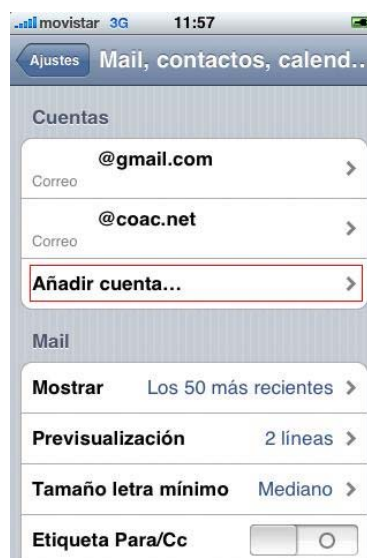 movistar 3G 11:57
Ajustes Mail, contactos, calend..
Cuentas
@gmail.com
Correo
@coac.net
Correo
Añadir cuenta...
Mail
Mostrar Los 50 más recientes
Previsualización 2 líneas
Tamaño letra mínimo Mediano
Etiqueta Para/Cc